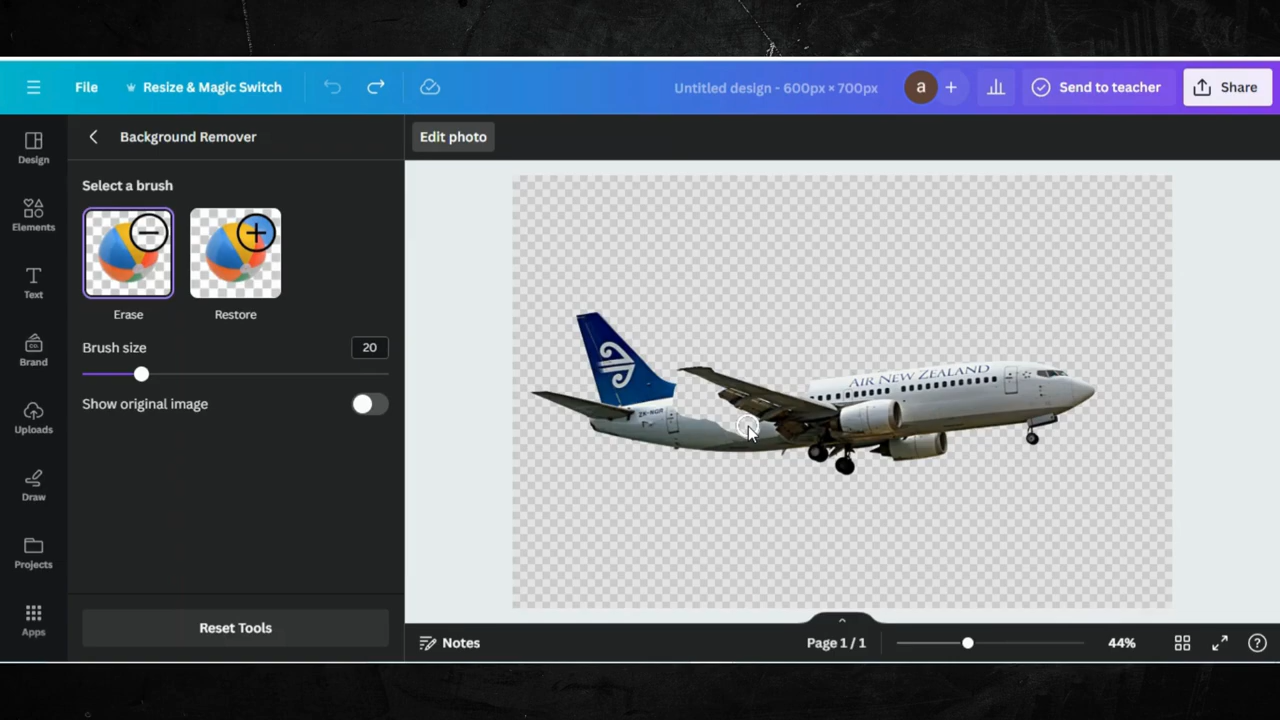 File
Resize & Magic Switch
Untitled design - 600px × 700px
a
Send to teacher
Share
Design
Elements
Text
CO.
Brand
Uploads
Draw
Projects
Apps
Background Remover
Select a brush
Erase
Restore
Brush size
20
Show original image
Reset Tools
Edit photo
AIR NEW ZEALAND
Notes
Page 1 / 1
44%
?